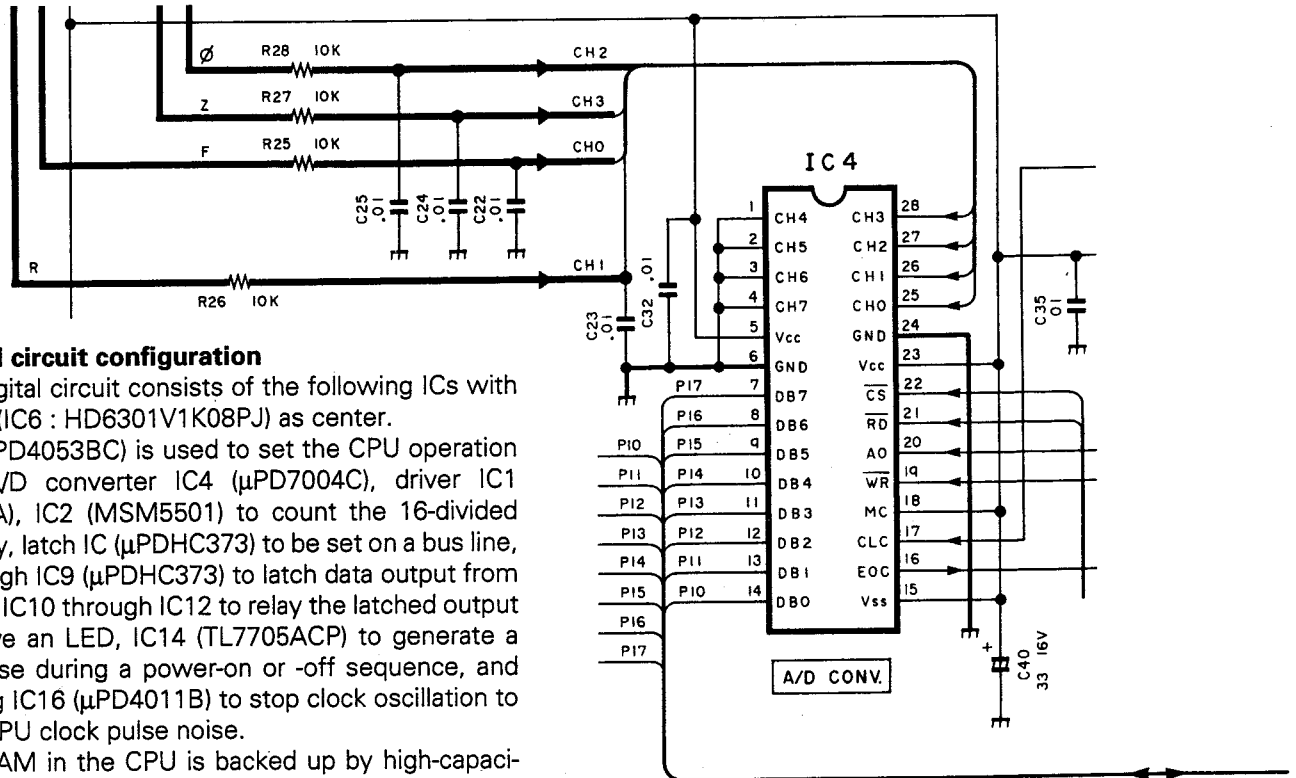 Ø R28 10K CH2
Z R27 10K CH3
F R25 10K CH0
C25 .01
C24 .01
C22 .01
R R26 10K CH1
C23 .01
C32 .01
IC4
1 CH4 CH3 28
2 CH5 CH2 27
3 CH6 CH1 26
4 CH7 CH0 25
5 Vcc GND 24
6 GND Vcc 23
P17 7 DB7 CS 22
P16 8 DB6 RD 21
P15 9 DB5 A0 20
P14 10 DB4 WR 19
P13 11 DB3 MC 18
P12 12 DB2 CLC 17
P11 13 DB1 EOC 16
P10 14 DB0 Vss 15
P10
P11
P12
P13
P14
P15
P16
P17
C35 01
+ C40 33 16V
A/D CONV.
circuit configuration
gital circuit consists of the following ICs with
(IC6 : HD6301V1K08PJ) as center.
PD4053BC) is used to set the CPU operation
/D converter IC4 (µPD7004C), driver IC1
A), IC2 (MSM5501) to count the 16-divided
y, latch IC (µPDHC373) to be set on a bus line,
gh IC9 (µPDHC373) to latch data output from
IC10 through IC12 to relay the latched output
ve an LED, IC14 (TL7705ACP) to generate a
se during a power-on or -off sequence, and
g IC16 (µPD4011B) to stop clock oscillation to
PU clock pulse noise.
AM in the CPU is backed up by high-capaci-